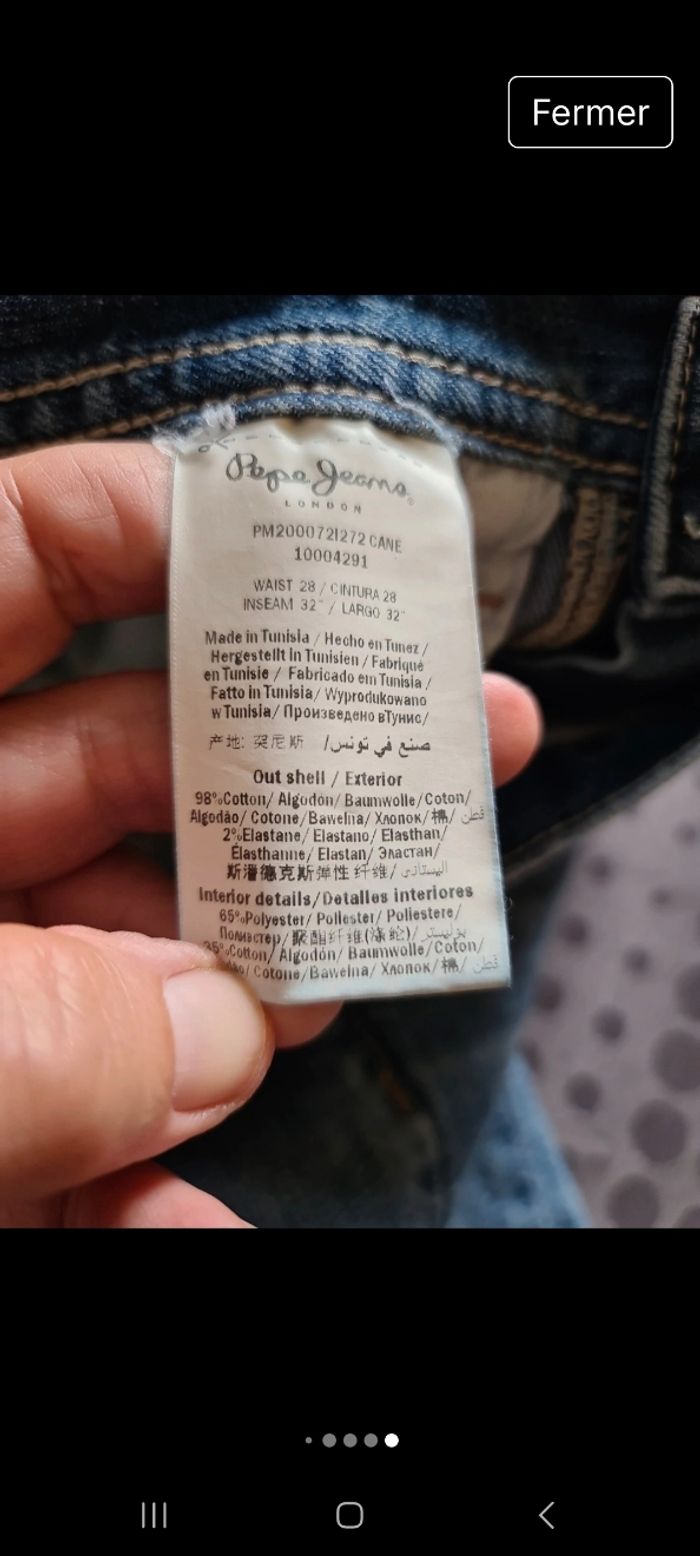 Fermer
Pepe Jeans
LONDON
PM200072I272 CANE
10004291
WAIST 28 / CINTURA 28
INSEAM 32" / LARGO 32"
Made in Tunisia / Hecho en Tunez /
Hergestellt in Tunisien / Fabriqué
en Tunisie / Fabricado em Tunisia /
Fatto in Tunisia/ Wyprodukowano
w Tunisia/ Произведено вТунис/
产地: 突尼斯 /صنع في تونس
Out shell / Exterior
98%Cotton/ Algodón/ Baumwolle/Coton/
Algodão/ Cotone/Bawełna/ Хлопок/棉/ قطن
2%Elastane/ Elastano/ Elasthan/
Élasthanne/ Elastan/ Эластан/
斯潘德克斯弹性纤维/
Interior details/Detalles interiores
65%Polyester/ Poliester/ Poliestere/
Полиэстер/聚酯纤维(涤纶)/ بوليستر
35%Cotton/ Algodón/ Baumwolle/Coton/
Cotone/Bawełna/ Хлопок/棉/ قطن